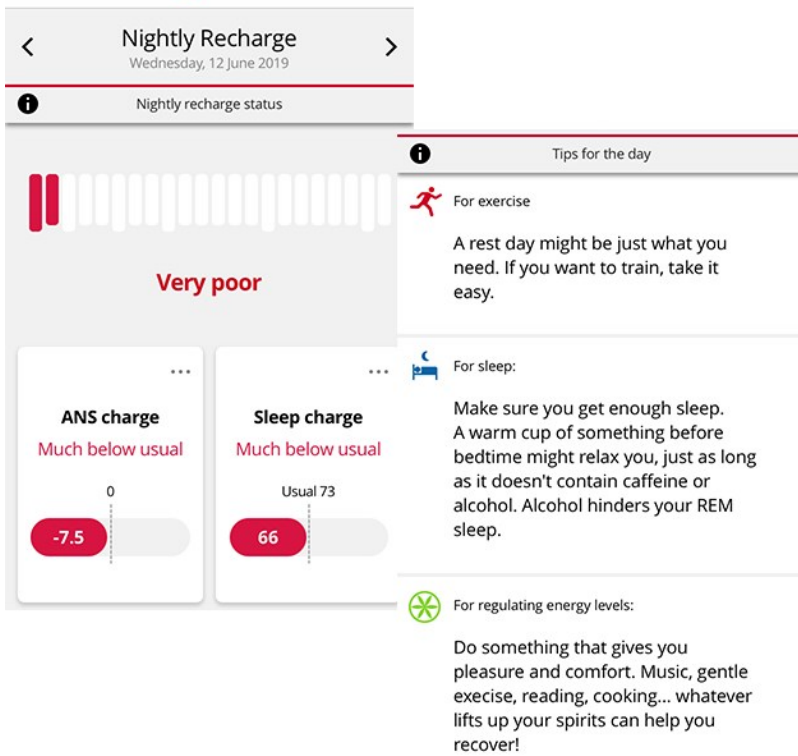 Nightly Recharge
Wednesday, 12 June 2019
Nightly recharge status
Very poor
ANS charge
Much below usual
0
-7.5
Sleep charge
Much below usual
Usual 73
66
Tips for the day
For exercise
A rest day might be just what you
need. If you want to train, take it
easy.
For sleep:
Make sure you get enough sleep.
A warm cup of something before
bedtime might relax you, just as long
as it doesn't contain caffeine or
alcohol. Alcohol hinders your REM
sleep.
For regulating energy levels:
Do something that gives you
pleasure and comfort. Music, gentle
execise, reading, cooking... whatever
lifts up your spirits can help you
recover!